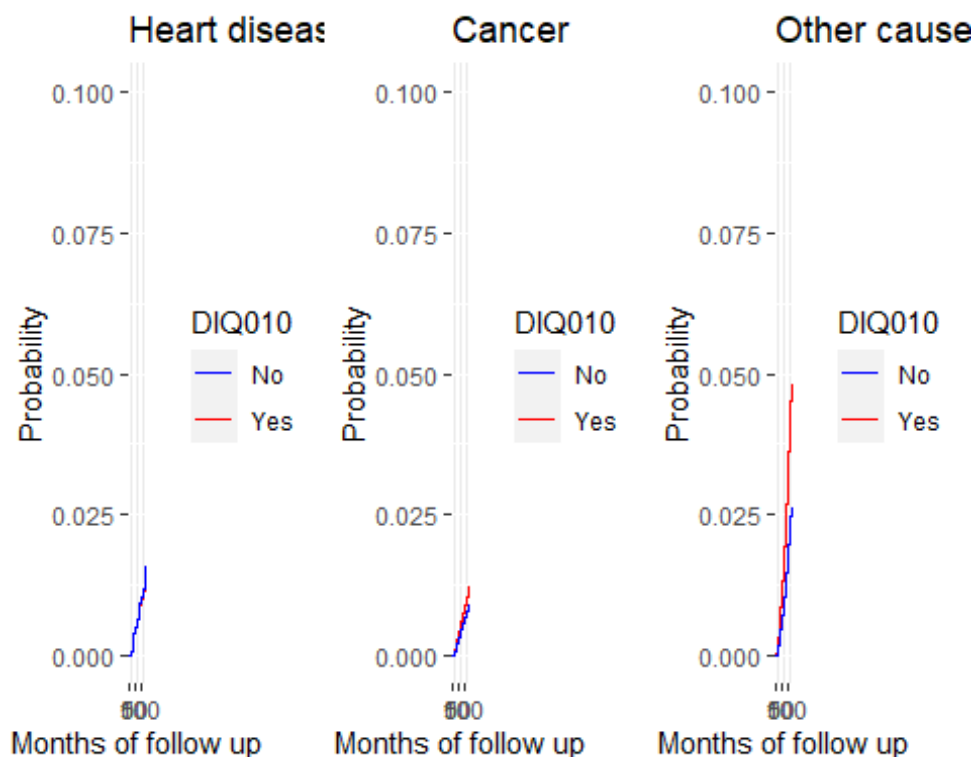 Heart diseas
Probability
0.100
0.075
0.050
0.025
0.000
DIQ010
No
Yes
Months of follow up
Cancer
Probability
0.100
0.075
0.050
0.025
0.000
DIQ010
No
Yes
Months of follow up
Other cause
Probability
0.100
0.075
0.050
0.025
0.000
DIQ010
No
Yes
Months of follow up